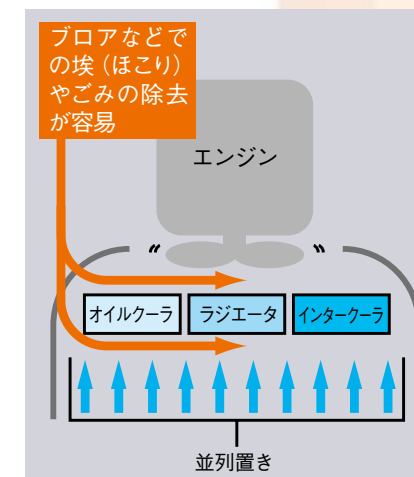 ブロアなどで
の埃（ほこり）
やごみの除去
が容易
エンジン
オイルクーラ
ラジエータ
インタークーラ
並列置き